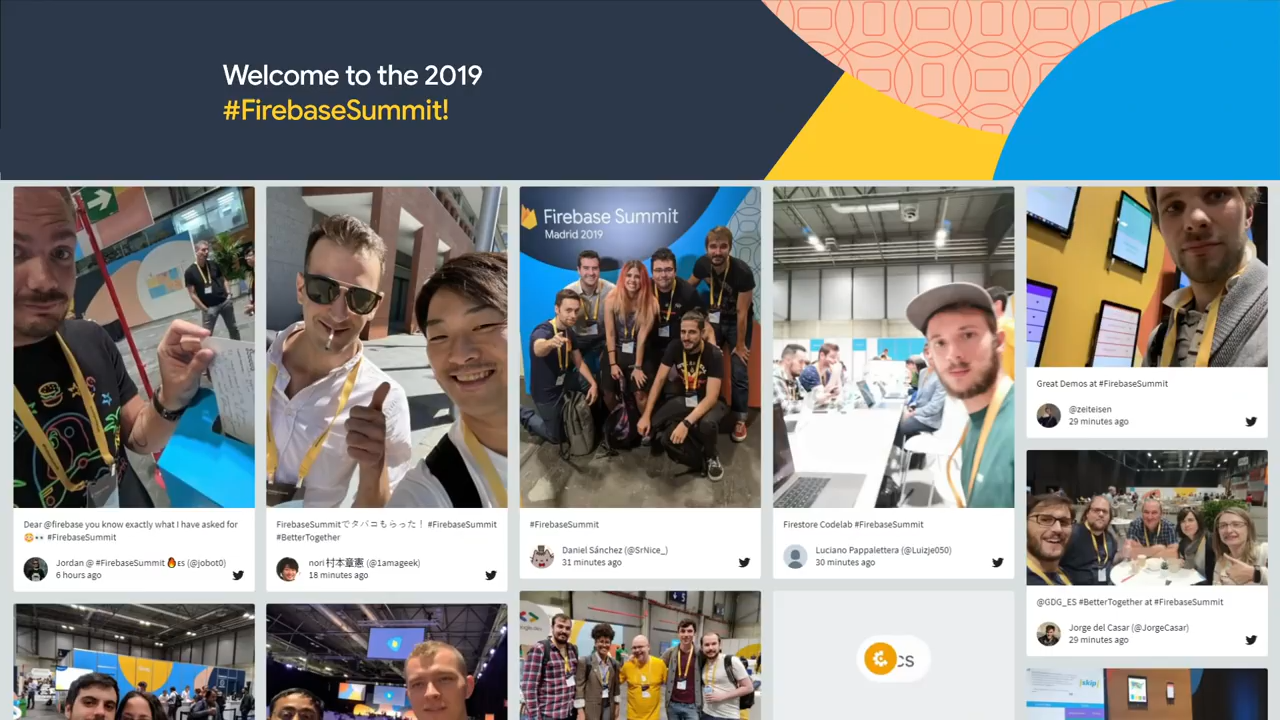 Welcome to the 2019
#FirebaseSummit!
Dear @firebase you know exactly what I have asked for
😳👀 #FirebaseSummit
Jordan @ #FirebaseSummit 🔥ES (@jobot0)
6 hours ago
FirebaseSummitでタバコもらった！ #FirebaseSummit
#BetterTogether
nori 村本章憲 (@1amageek)
18 minutes ago
Firebase Summit
Madrid 2019
#FirebaseSummit
Daniel Sánchez (@SrNice_)
31 minutes ago
Firestore Codelab #FirebaseSummit
Luciano Pappalettera (@Luizje050)
30 minutes ago
Great Demos at #FirebaseSummit
@zeiteisen
29 minutes ago
@GDG_ES #BetterTogether at #FirebaseSummit
Jorge del Casar (@JorgeCasar)
29 minutes ago
cs
{skip}